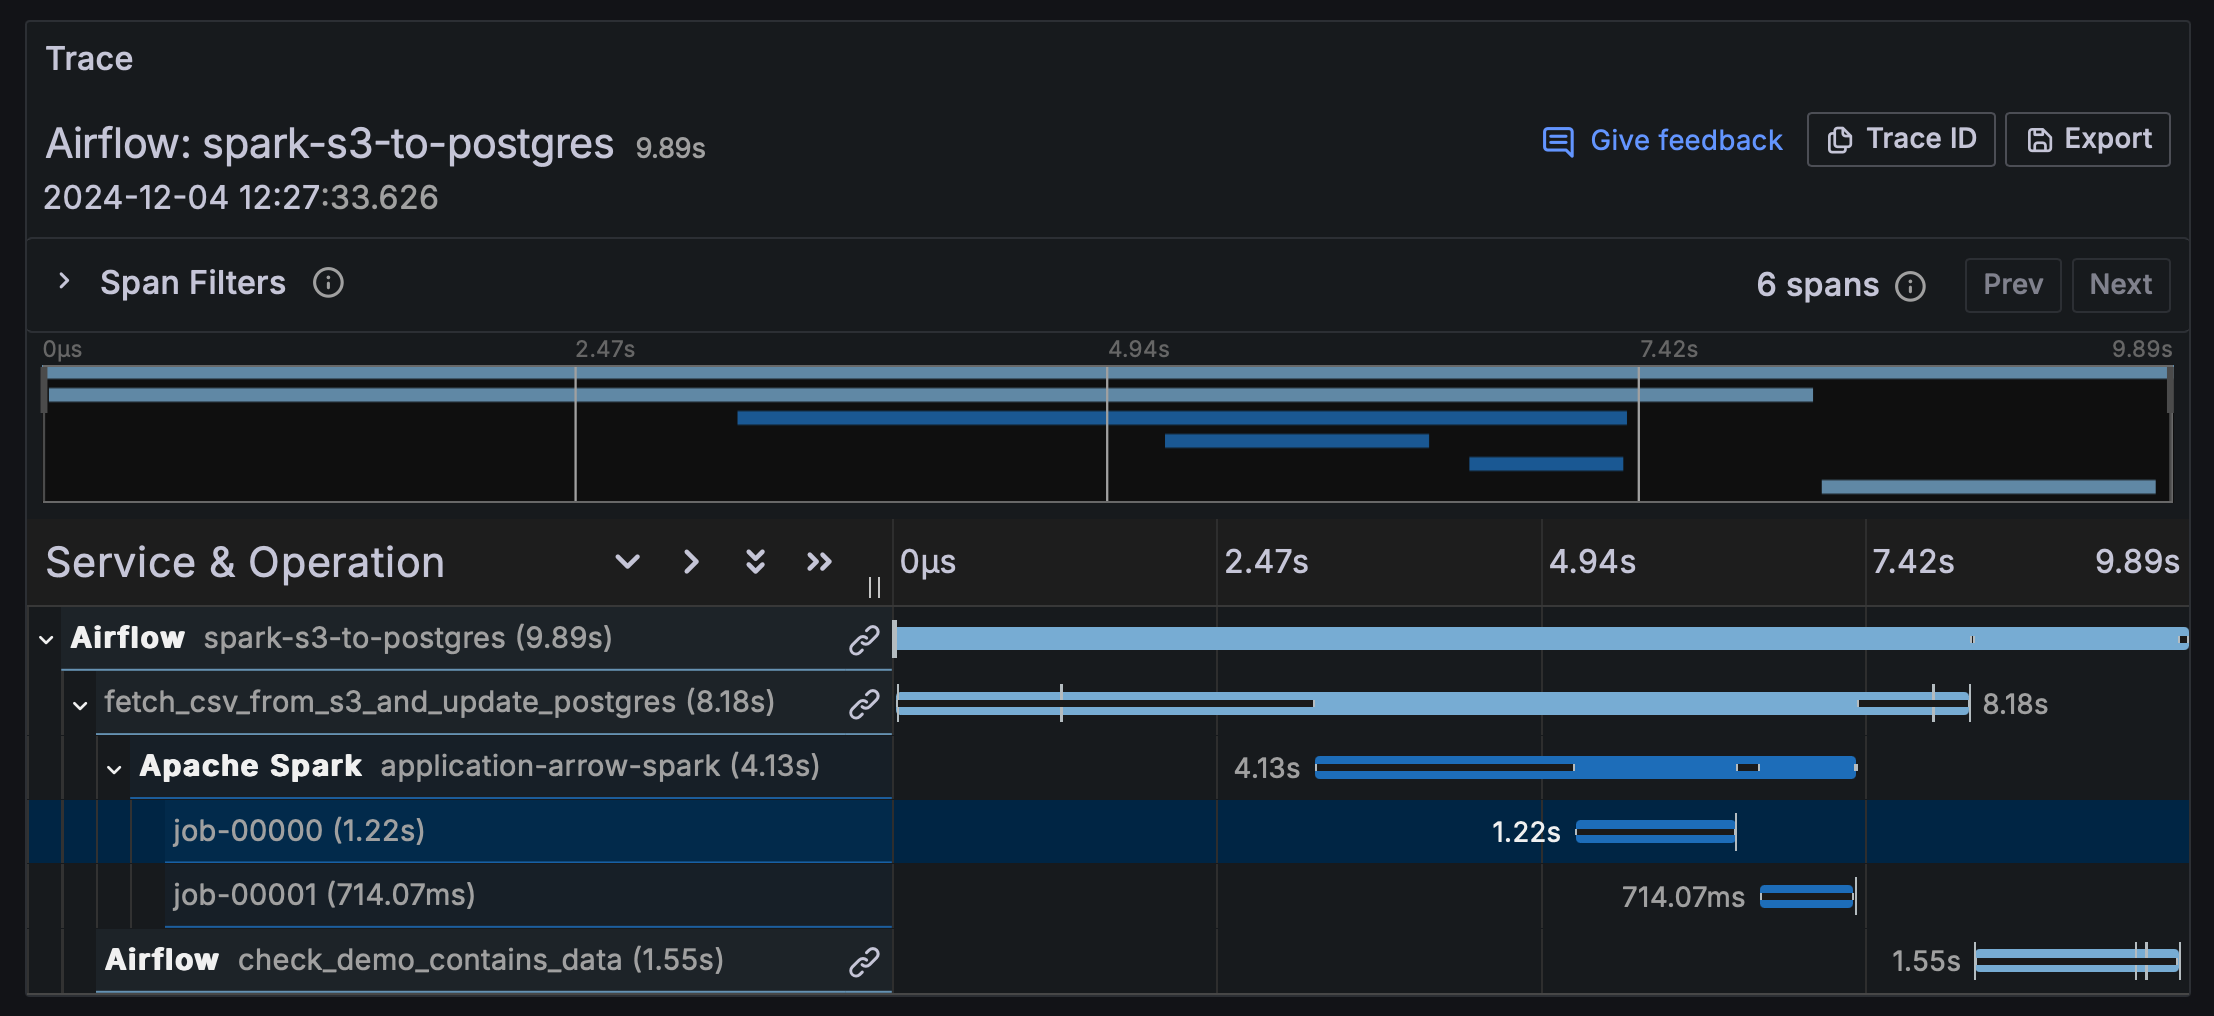 Trace
Airflow: spark-s3-to-postgres 9.89s
Give feedback Trace ID Export
2024-12-04 12:27:33.626
Span Filters 6 spans Prev Next
0μs 2.47s 4.94s 7.42s 9.89s
Service & Operation 0μs 2.47s 4.94s 7.42s 9.89s
Airflow spark-s3-to-postgres (9.89s)
fetch_csv_from_s3_and_update_postgres (8.18s) 8.18s
Apache Spark application-arrow-spark (4.13s) 4.13s
job-00000 (1.22s) 1.22s
job-00001 (714.07ms) 714.07ms
Airflow check_demo_contains_data (1.55s) 1.55s